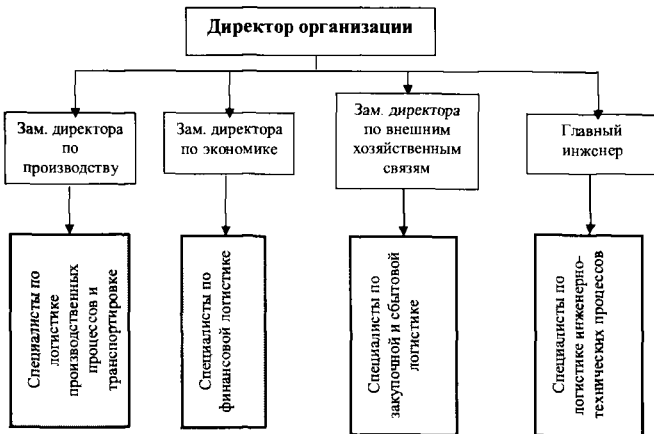 Директор организации
Зам. директора
по
производству
Зам. директора
по экономике
Зам. директора
по внешним
хозяйственным
связям
Главный
инженер
Специалисты по
логистике
производственных
процессов и
транспортировке
Специалисты по
финансовой логистике
Специалисты по
закупочной и сбытовой
логистике
Специалисты по
логистике инженерно-
технических процессов